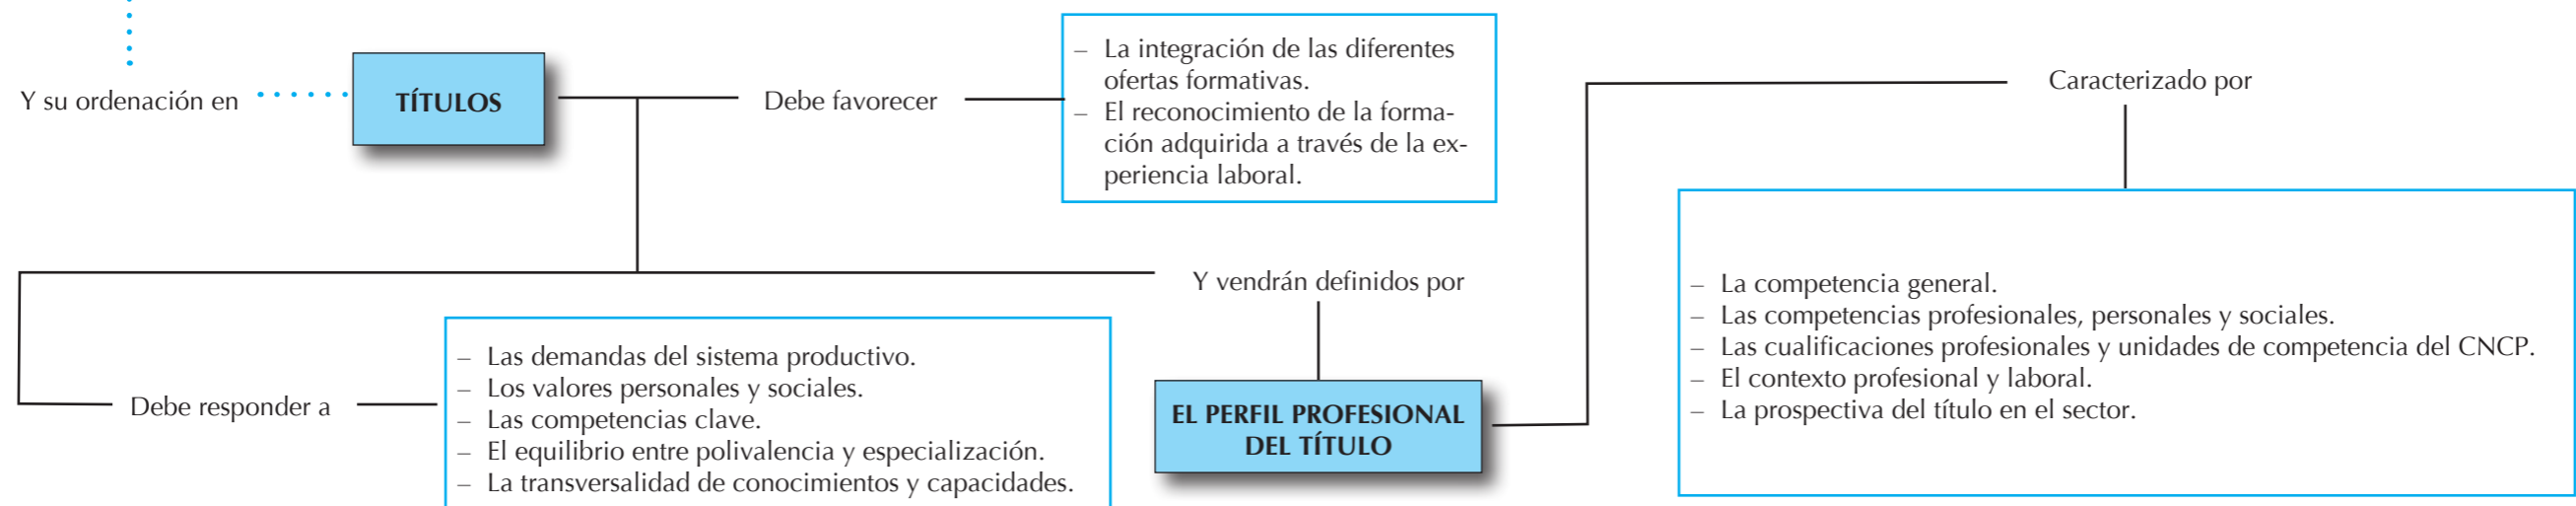 Y su ordenación en
TÍTULOS
Debe favorecer
– La integración de las diferentes
ofertas formativas.
– El reconocimiento de la forma-
ción adquirida a través de la ex-
periencia laboral.
Caracterizado por
– La competencia general.
– Las competencias profesionales, personales y sociales.
– Las cualificaciones profesionales y unidades de competencia del CNCP.
– El contexto profesional y laboral.
– La prospectiva del título en el sector.
Y vendrán definidos por
EL PERFIL PROFESIONAL
DEL TÍTULO
Debe responder a
– Las demandas del sistema productivo.
– Los valores personales y sociales.
– Las competencias clave.
– El equilibrio entre polivalencia y especialización.
– La transversalidad de conocimientos y capacidades.